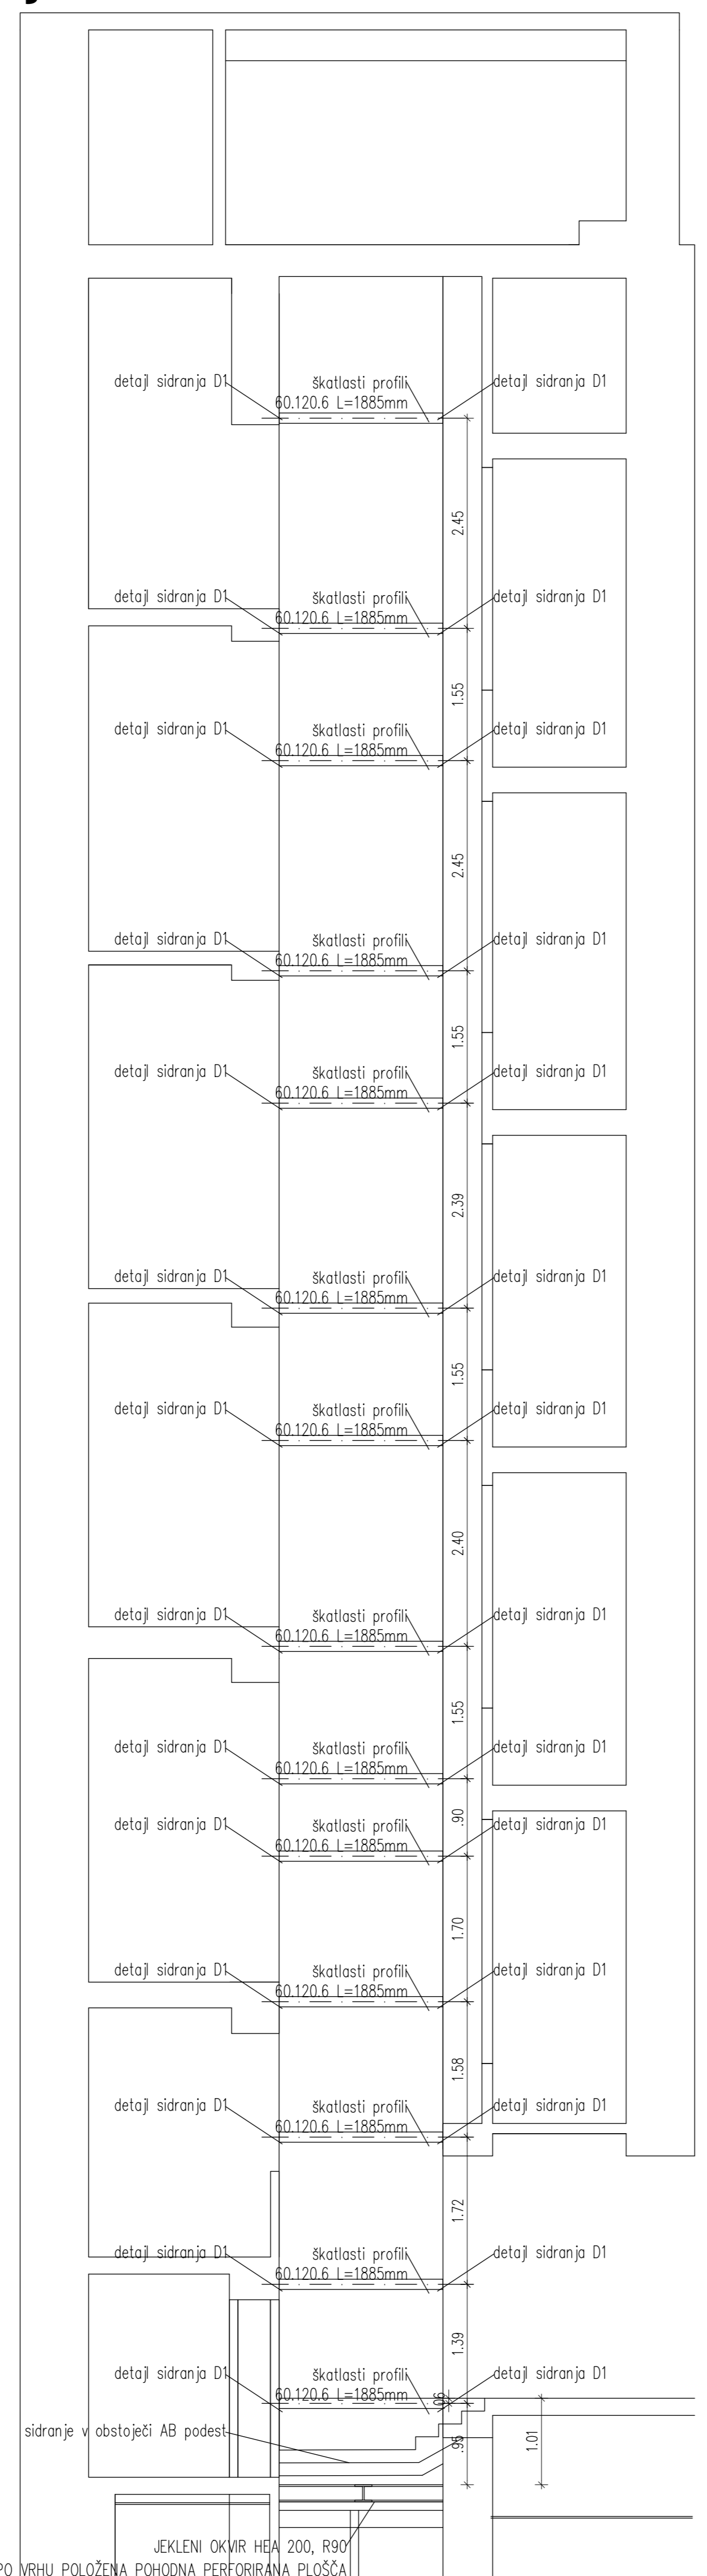 detajl sidranja D1
škatlasti profili
detajl sidranja D1
60.120.6 L=1885mm
2.45
detajl sidranja D1
škatlasti profili
detajl sidranja D1
60.120.6 L=1885mm
1.55
detajl sidranja D1
škatlasti profili
detajl sidranja D1
60.120.6 L=1885mm
2.45
detajl sidranja D1
škatlasti profili
detajl sidranja D1
60.120.6 L=1885mm
1.55
detajl sidranja D1
škatlasti profili
detajl sidranja D1
60.120.6 L=1885mm
2.39
detajl sidranja D1
škatlasti profili
detajl sidranja D1
60.120.6 L=1885mm
1.55
detajl sidranja D1
škatlasti profili
detajl sidranja D1
60.120.6 L=1885mm
2.40
detajl sidranja D1
škatlasti profili
detajl sidranja D1
60.120.6 L=1885mm
1.55
detajl sidranja D1
škatlasti profili
detajl sidranja D1
60.120.6 L=1885mm
.90
detajl sidranja D1
škatlasti profili
detajl sidranja D1
60.120.6 L=1885mm
1.70
detajl sidranja D1
škatlasti profili
detajl sidranja D1
60.120.6 L=1885mm
1.58
detajl sidranja D1
škatlasti profili
detajl sidranja D1
60.120.6 L=1885mm
1.72
detajl sidranja D1
škatlasti profili
detajl sidranja D1
60.120.6 L=1885mm
1.39
detajl sidranja D1
škatlasti profili
detajl sidranja D1
60.120.6 L=1885mm
.06
sidranje v obstoječi AB podest
.95
1.01
JEKLENI OKVIR HEA 200, R90
PO VRHU POLOŽENA POHODNA PERFORIRANA PLOŠČA